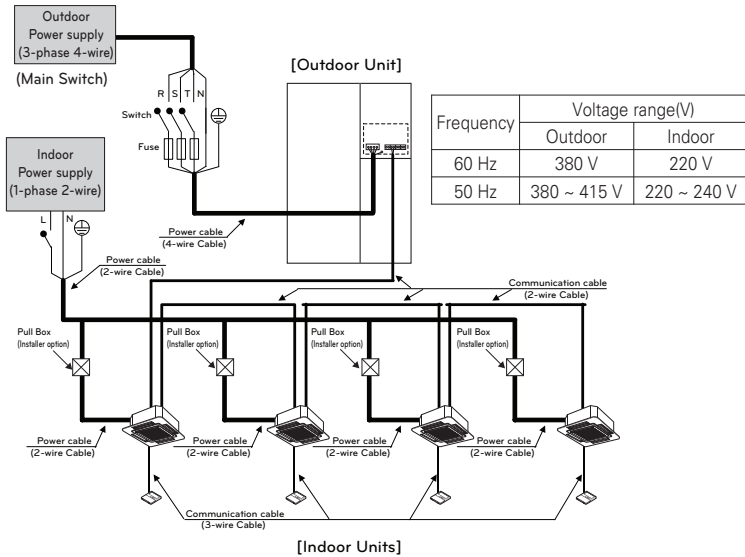 Outdoor
Power supply
(3-phase 4-wire)
(Main Switch)
R S T N
Switch
Fuse
[Outdoor Unit]
Frequency
Voltage range(V)
Outdoor
Indoor
60 Hz
380 V
220 V
50 Hz
380 ~ 415 V
220 ~ 240 V
Indoor
Power supply
(1-phase 2-wire)
L N
Power cable
(4-wire Cable)
Power cable
(2-wire Cable)
Communication cable
(2-wire Cable)
Pull Box
(Installer option)
Pull Box
(Installer option)
Pull Box
(Installer option)
Pull Box
(Installer option)
Power cable
(2-wire Cable)
Power cable
(2-wire Cable)
Power cable
(2-wire Cable)
Power cable
(2-wire Cable)
Communication cable
(3-wire Cable)
[Indoor Units]